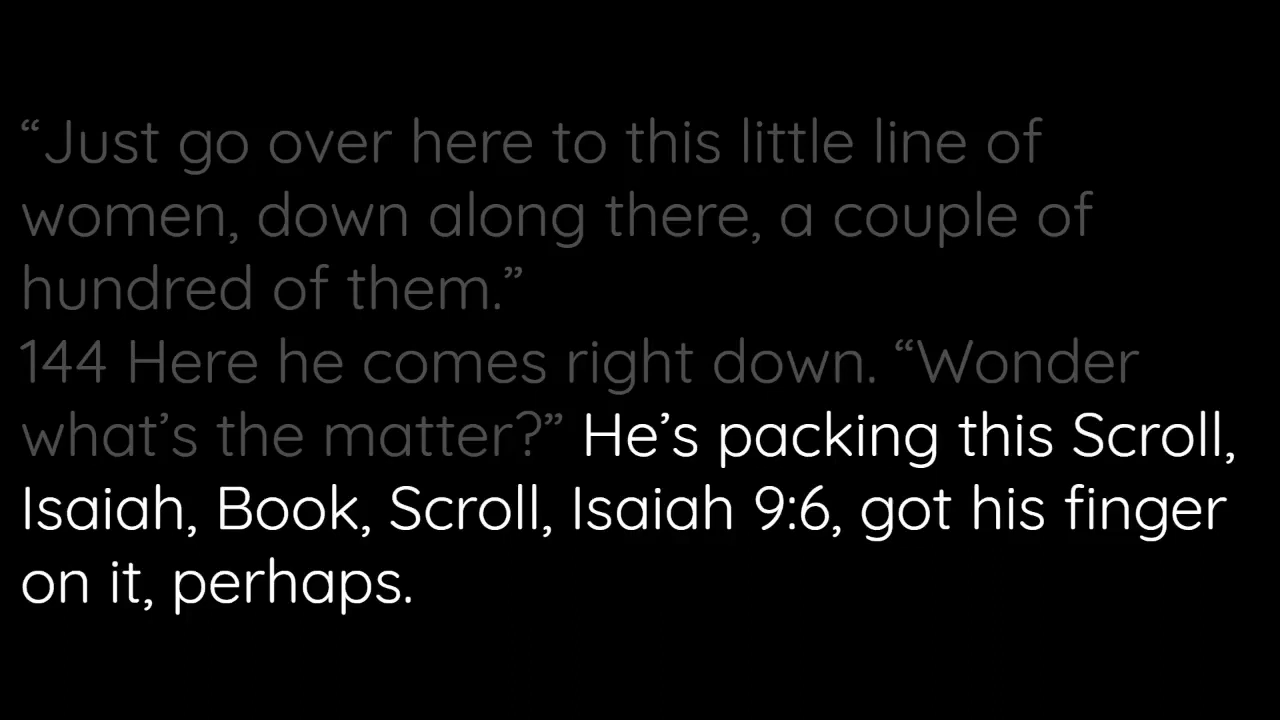 “Just go over here to this little line of
women, down along there, a couple of
hundred of them.”
144 Here he comes right down. “Wonder
what’s the matter?” He’s packing this Scroll,
Isaiah, Book, Scroll, Isaiah 9:6, got his finger
on it, perhaps.